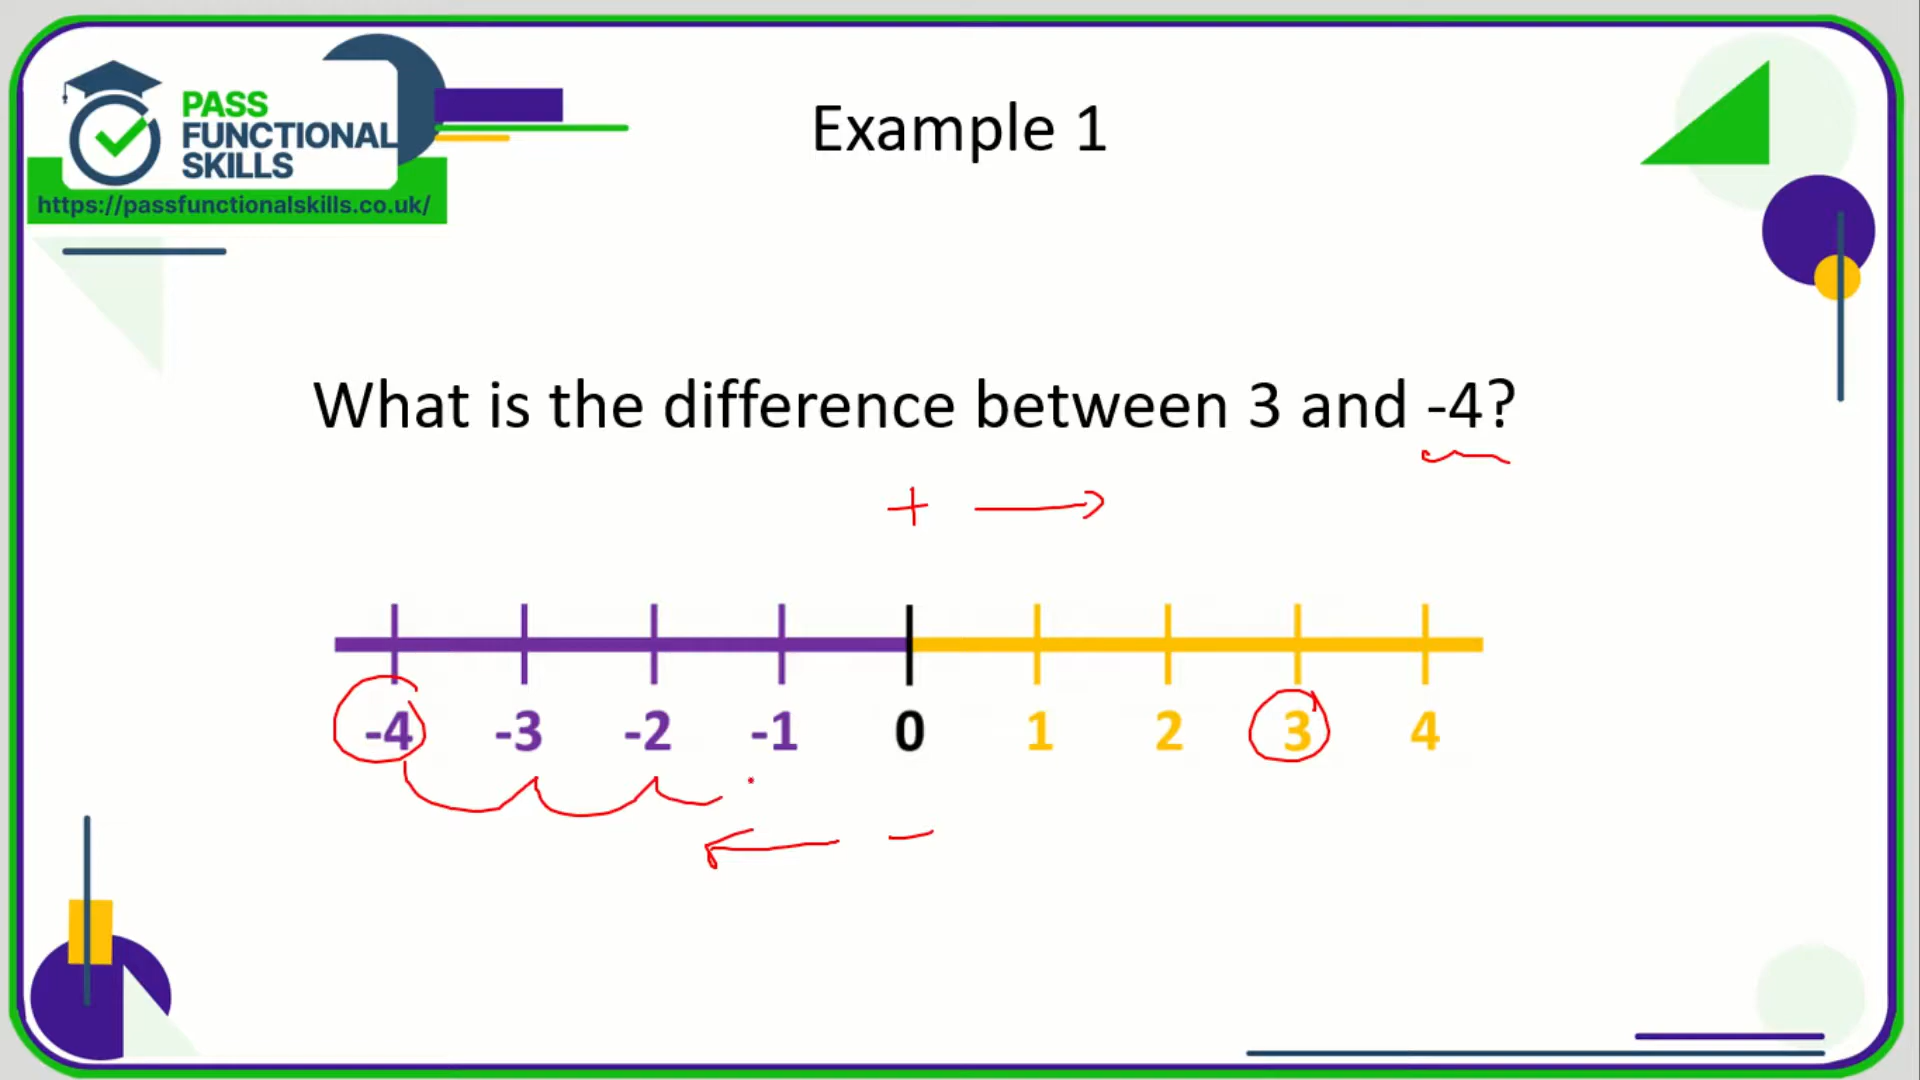 PASS
FUNCTIONAL
SKILLS
https://passfunctionalskills.co.uk/
Example 1
What is the difference between 3 and -4?
+
-4 -3 -2 -1 0 1 2 3 4
−